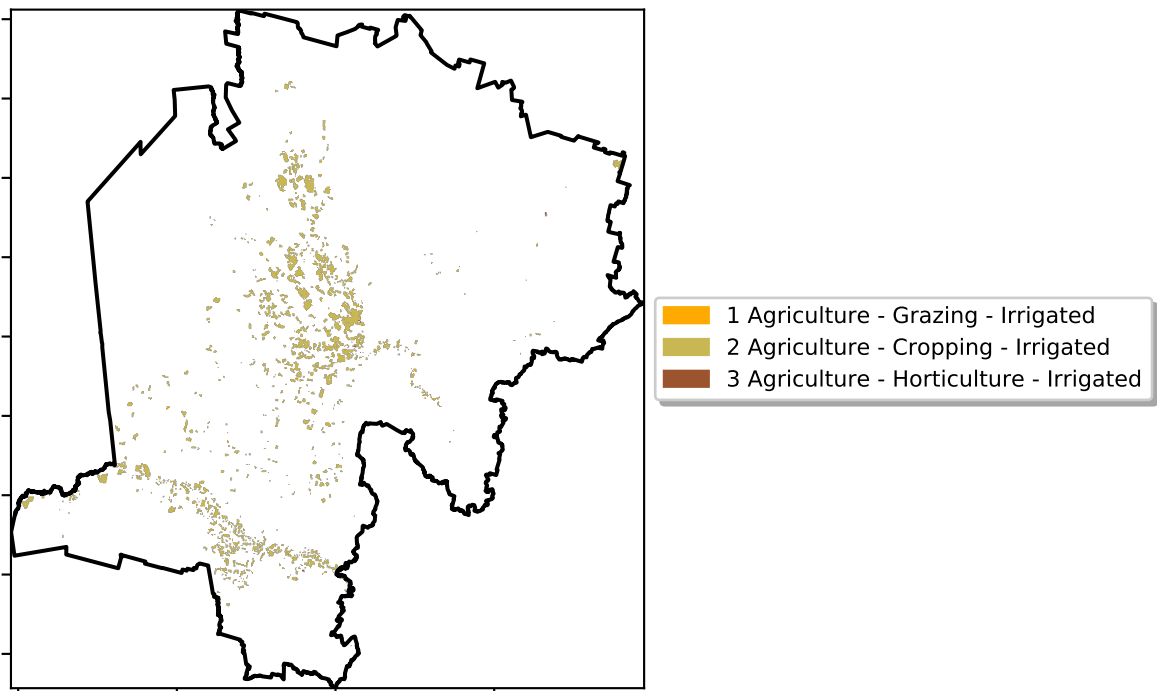 1 Agriculture - Grazing - Irrigated
2 Agriculture - Cropping - Irrigated
3 Agriculture - Horticulture - Irrigated